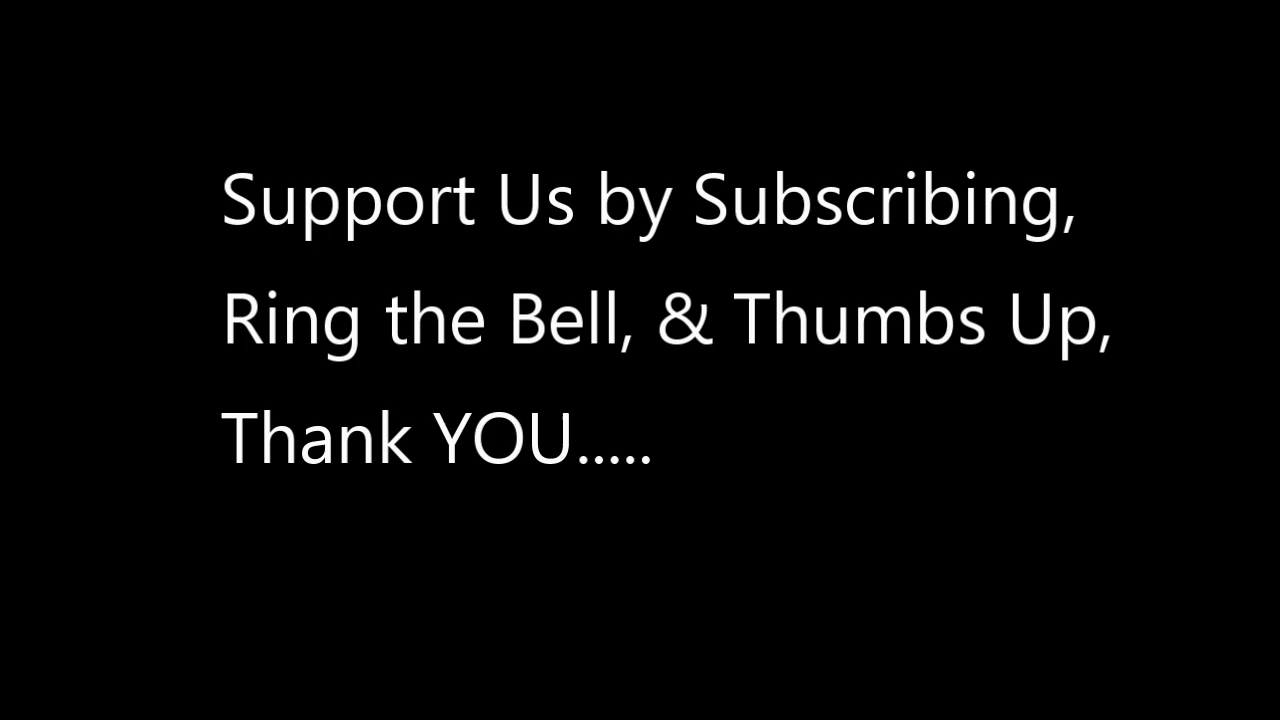 Support Us by Subscribing,
Ring the Bell, & Thumbs Up,
Thank YOU.....